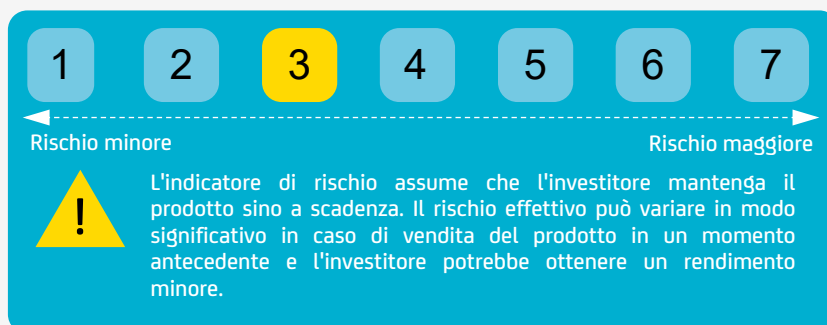 1 2 3 4 5 6 7
Rischio minore Rischio maggiore
!
L'indicatore di rischio assume che l'investitore mantenga il
prodotto sino a scadenza. Il rischio effettivo può variare in modo
significativo in caso di vendita del prodotto in un momento
antecedente e l'investitore potrebbe ottenere un rendimento
minore.